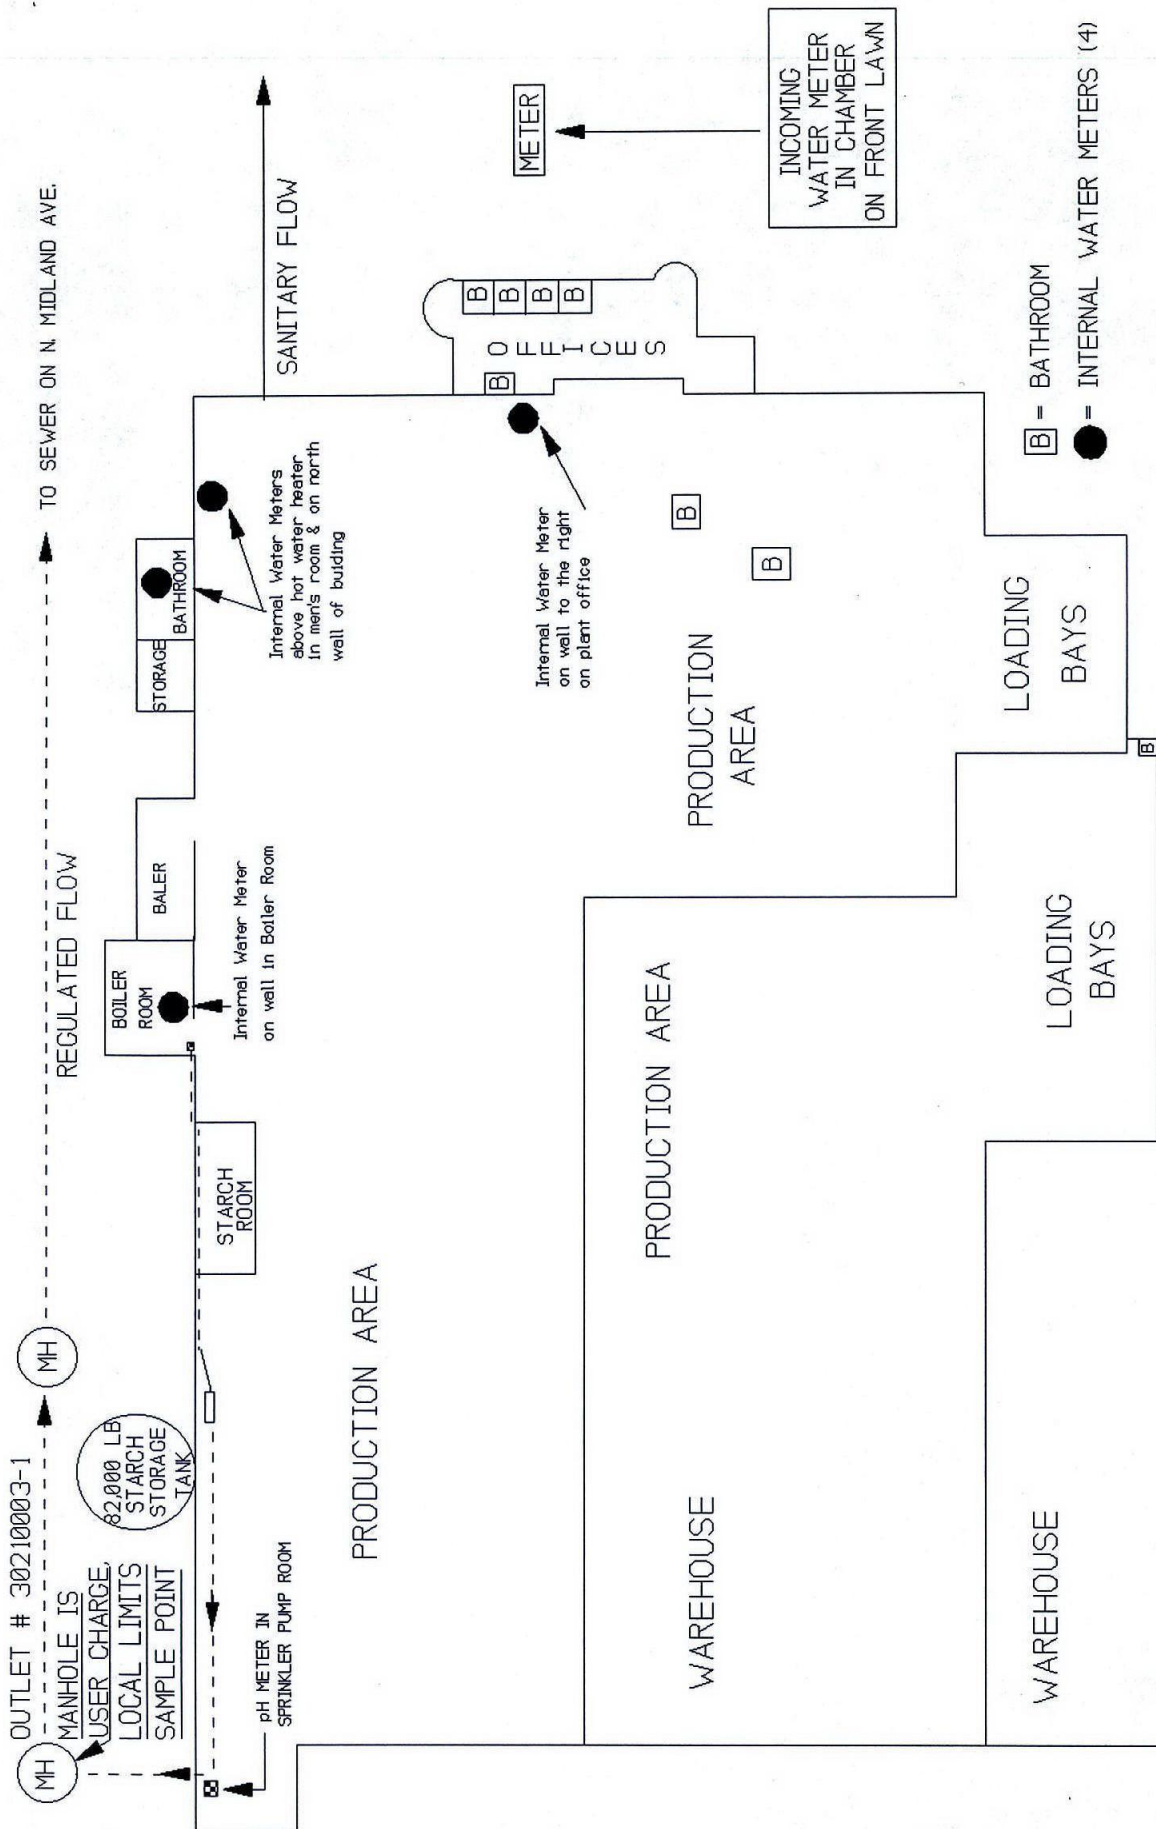 OUTLET # 30210003-1
MH
MH
TO SEWER ON N. MIDLAND AVE.
REGULATED FLOW
MANHOLE IS
USER CHARGE,
LOCAL LIMITS
SAMPLE POINT
82,000 LB
STARCH
STORAGE
TANK
BOILER
ROOM
BALER
STORAGE
BATHROOM
SANITARY FLOW
pH METER IN
SPRINKLER PUMP ROOM
STARCH
ROOM
Internal Water Meter
on wall in Boiler Room
Internal Water Meters
above hot water heater
in men's room & on north
wall of buiding
PRODUCTION AREA
Internal Water Meter
on wall to the right
on plant office
B
OFFICES
B
B
B
B
METER
INCOMING
WATER METER
IN CHAMBER
ON FRONT LAWN
B
B
WAREHOUSE
PRODUCTION AREA
PRODUCTION
AREA
WAREHOUSE
LOADING
BAYS
LOADING
BAYS
B
B = BATHROOM
= INTERNAL WATER METERS (4)